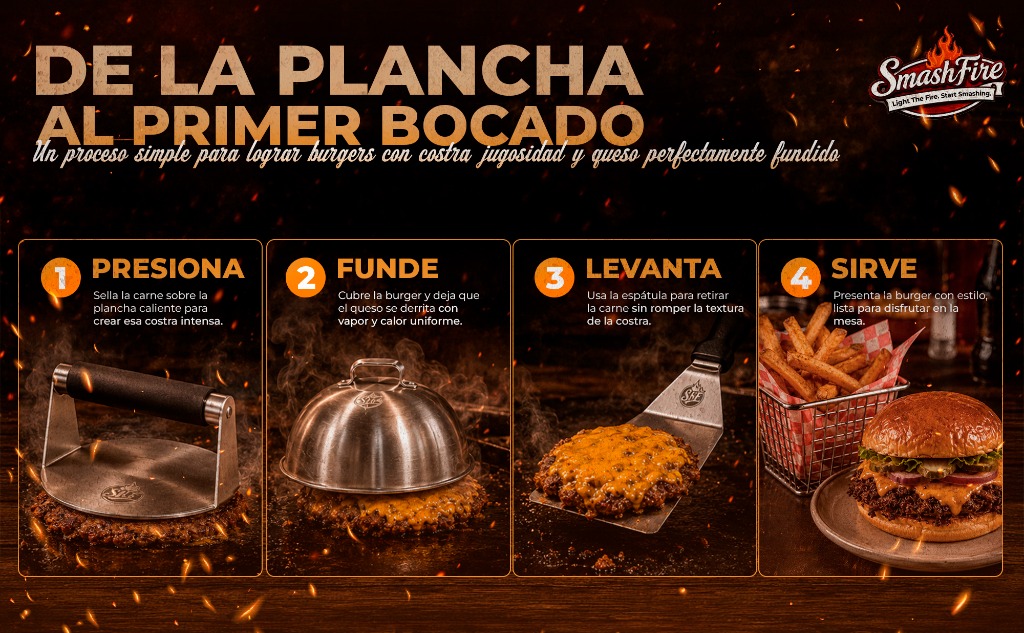 DE LA PLANCHA
AL PRIMER BOCADO
Un proceso simple para lograr burgers con costra jugosidad y queso perfectamente fundido
SmashFire
Light The Fire, Start Smashing.
1 PRESIONA
Sella la carne sobre la
plancha caliente para
crear esa costra intensa.
2 FUNDE
Cubre la burger y deja que
el queso se derrita con
vapor y calor uniforme.
3 LEVANTA
Usa la espátula para retirar
la carne sin romper la textura
de la costra.
4 SIRVE
Presenta la burger con estilo,
lista para disfrutar en la
mesa.